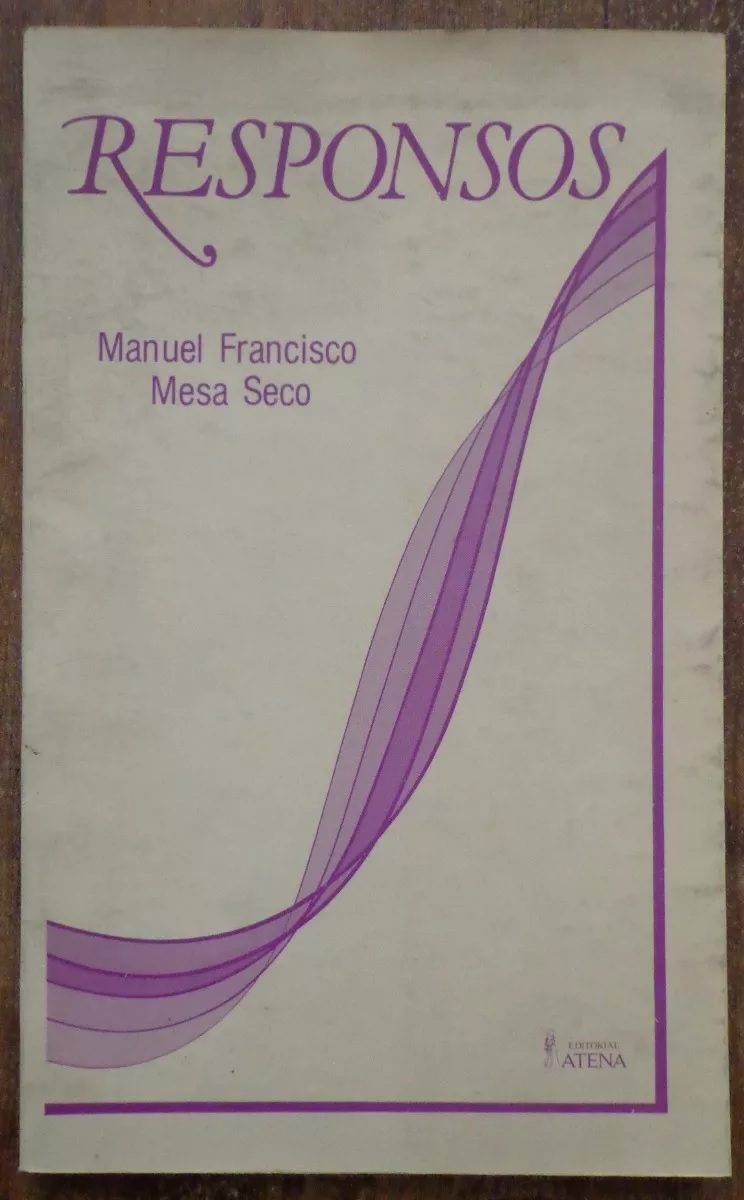 RESPONSOS
Manuel Francisco
Mesa Seco
EDITORIAL
ATENA